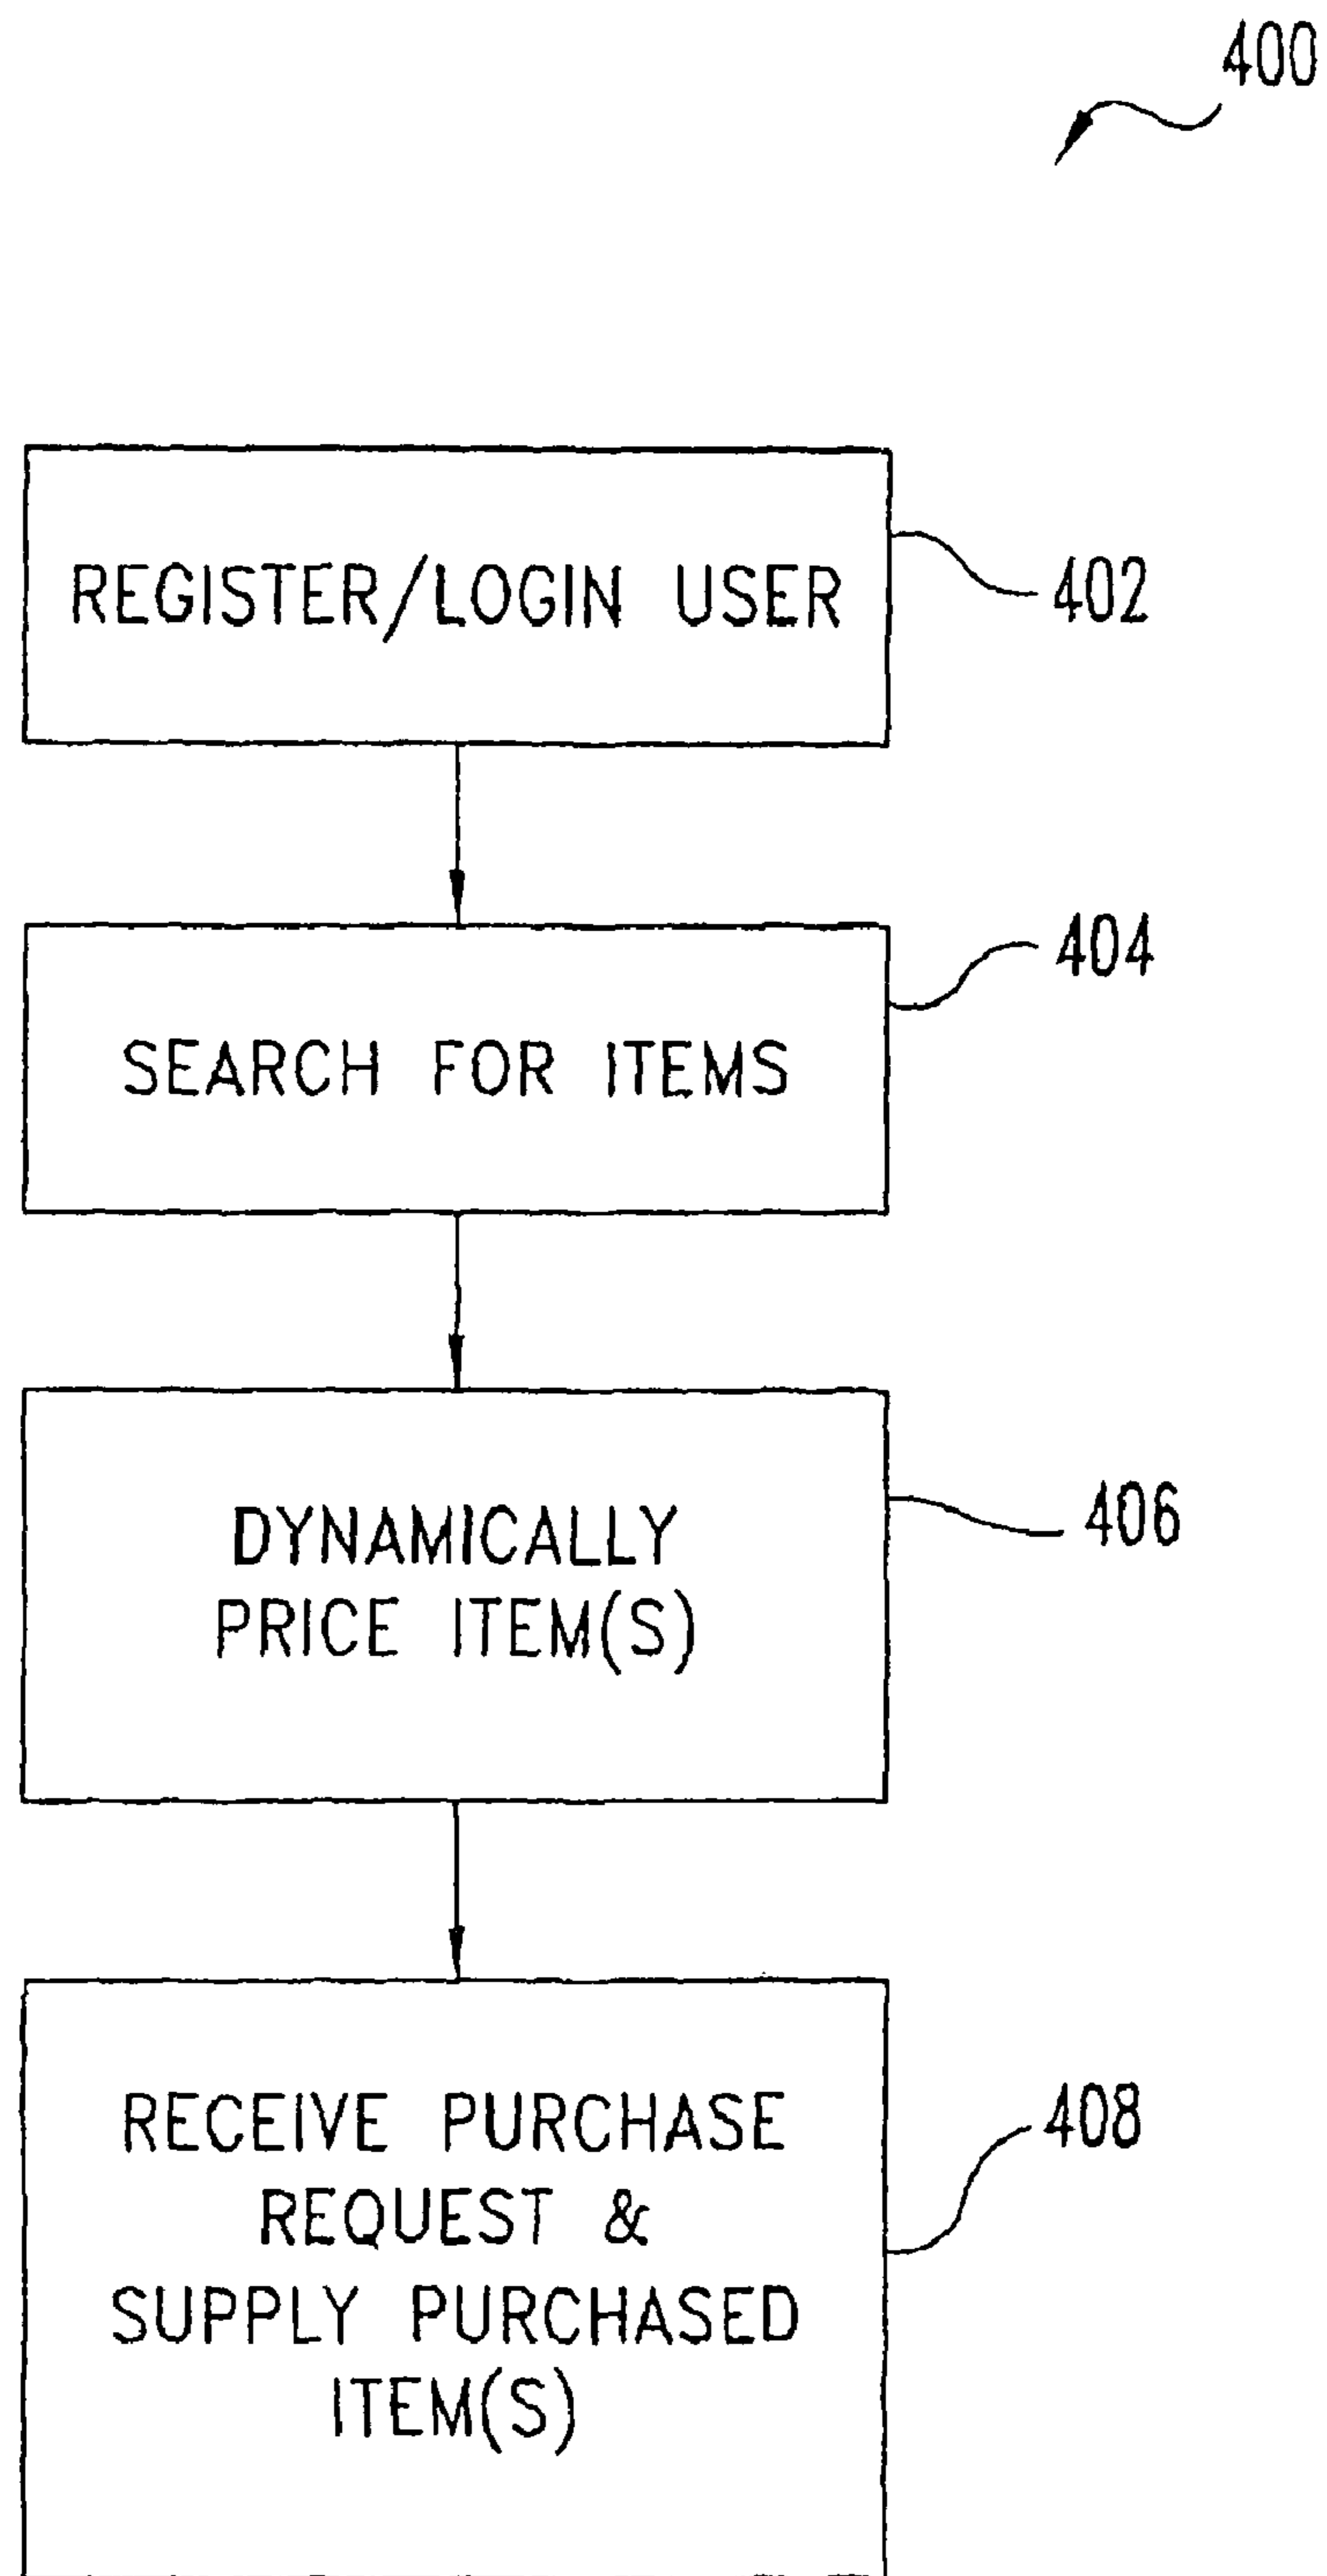 400
REGISTER/LOGIN USER
402
SEARCH FOR ITEMS
404
DYNAMICALLY
PRICE ITEM(S)
406
RECEIVE PURCHASE
REQUEST &
SUPPLY PURCHASED
ITEM(S)
408